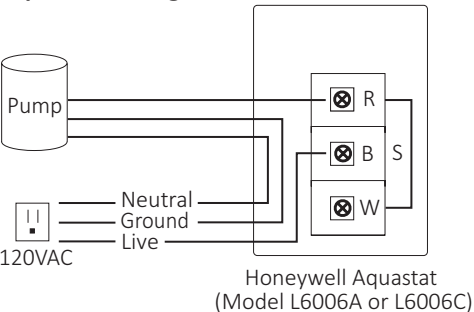 Pump
R
B
S
W
Neutral
Ground
Live
120VAC
Honeywell Aquastat
(Model L6006A or L6006C)